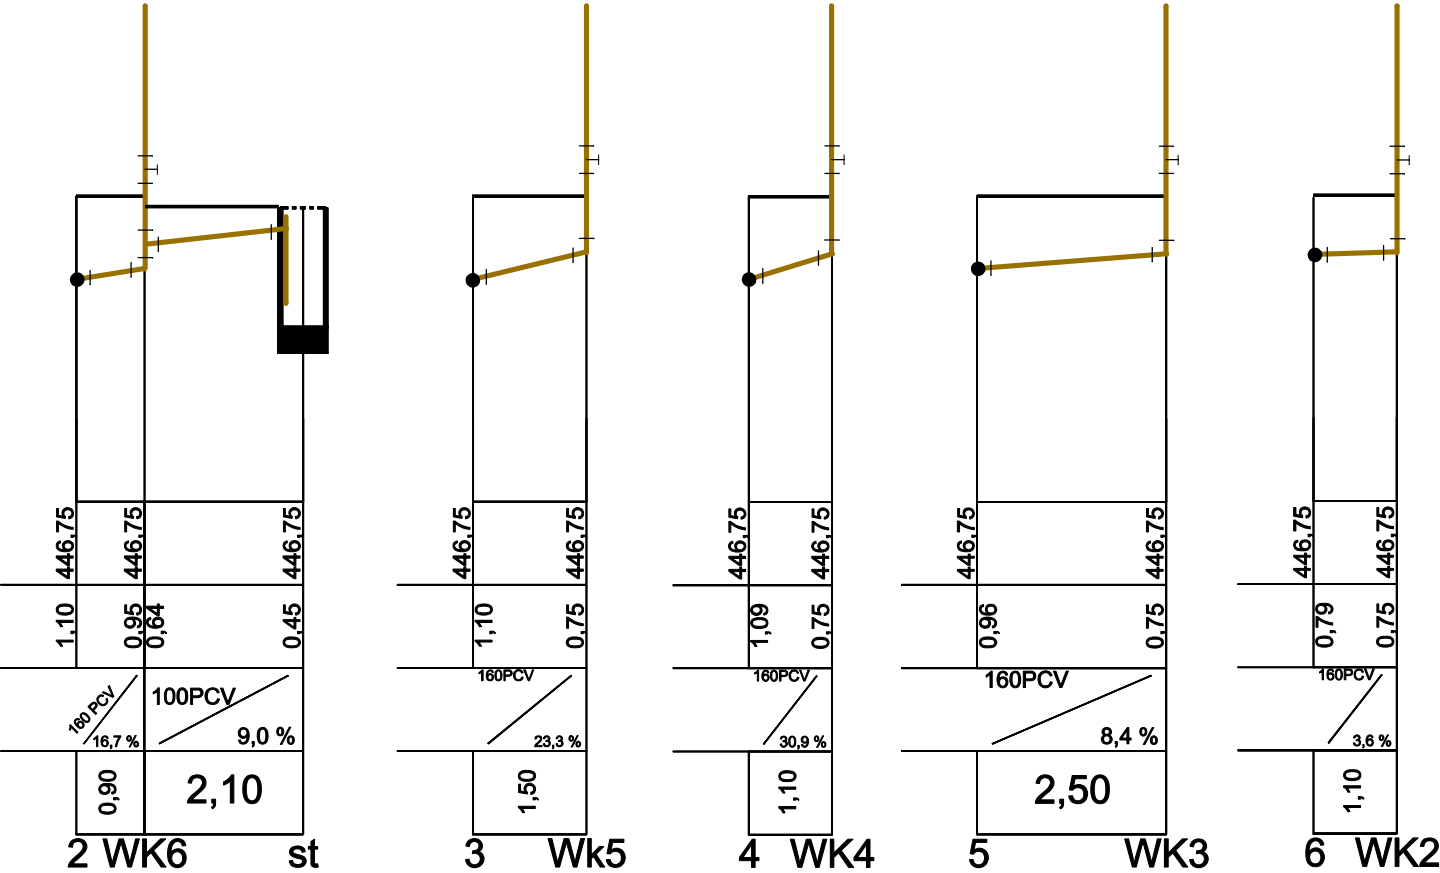 446,75 446,75 446,75 446,75 446,75 446,75 446,75 446,75 446,75 446,75 446,75
1,10 0,95 0,64 0,45 1,10 0,75 1,09 0,75 0,96 0,75 0,79 0,75
160 PCV 100PCV 160PCV 160PCV 160PCV 160PCV
16,7 % 9,0 % 23,3 % 30,9 % 8,4 % 3,6 %
0,90 2,10 1,50 1,10 2,50 1,10
2 WK6 st 3 Wk5 4 WK4 5 WK3 6 WK2